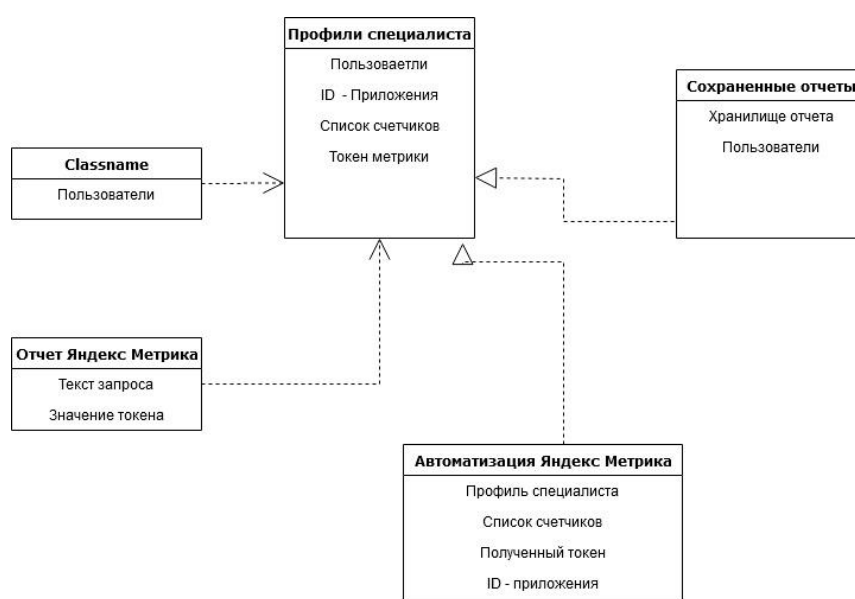 Профили специалиста
Пользоваетли
ID - Приложения
Список счетчиков
Токен метрики
Сохраненные отчеты
Хранилище отчета
Пользователи
Classname
Пользователи
Отчет Яндекс Метрика
Текст запроса
Значение токена
Автоматизация Яндекс Метрика
Профиль специалиста
Список счетчиков
Полученный токен
ID - приложения